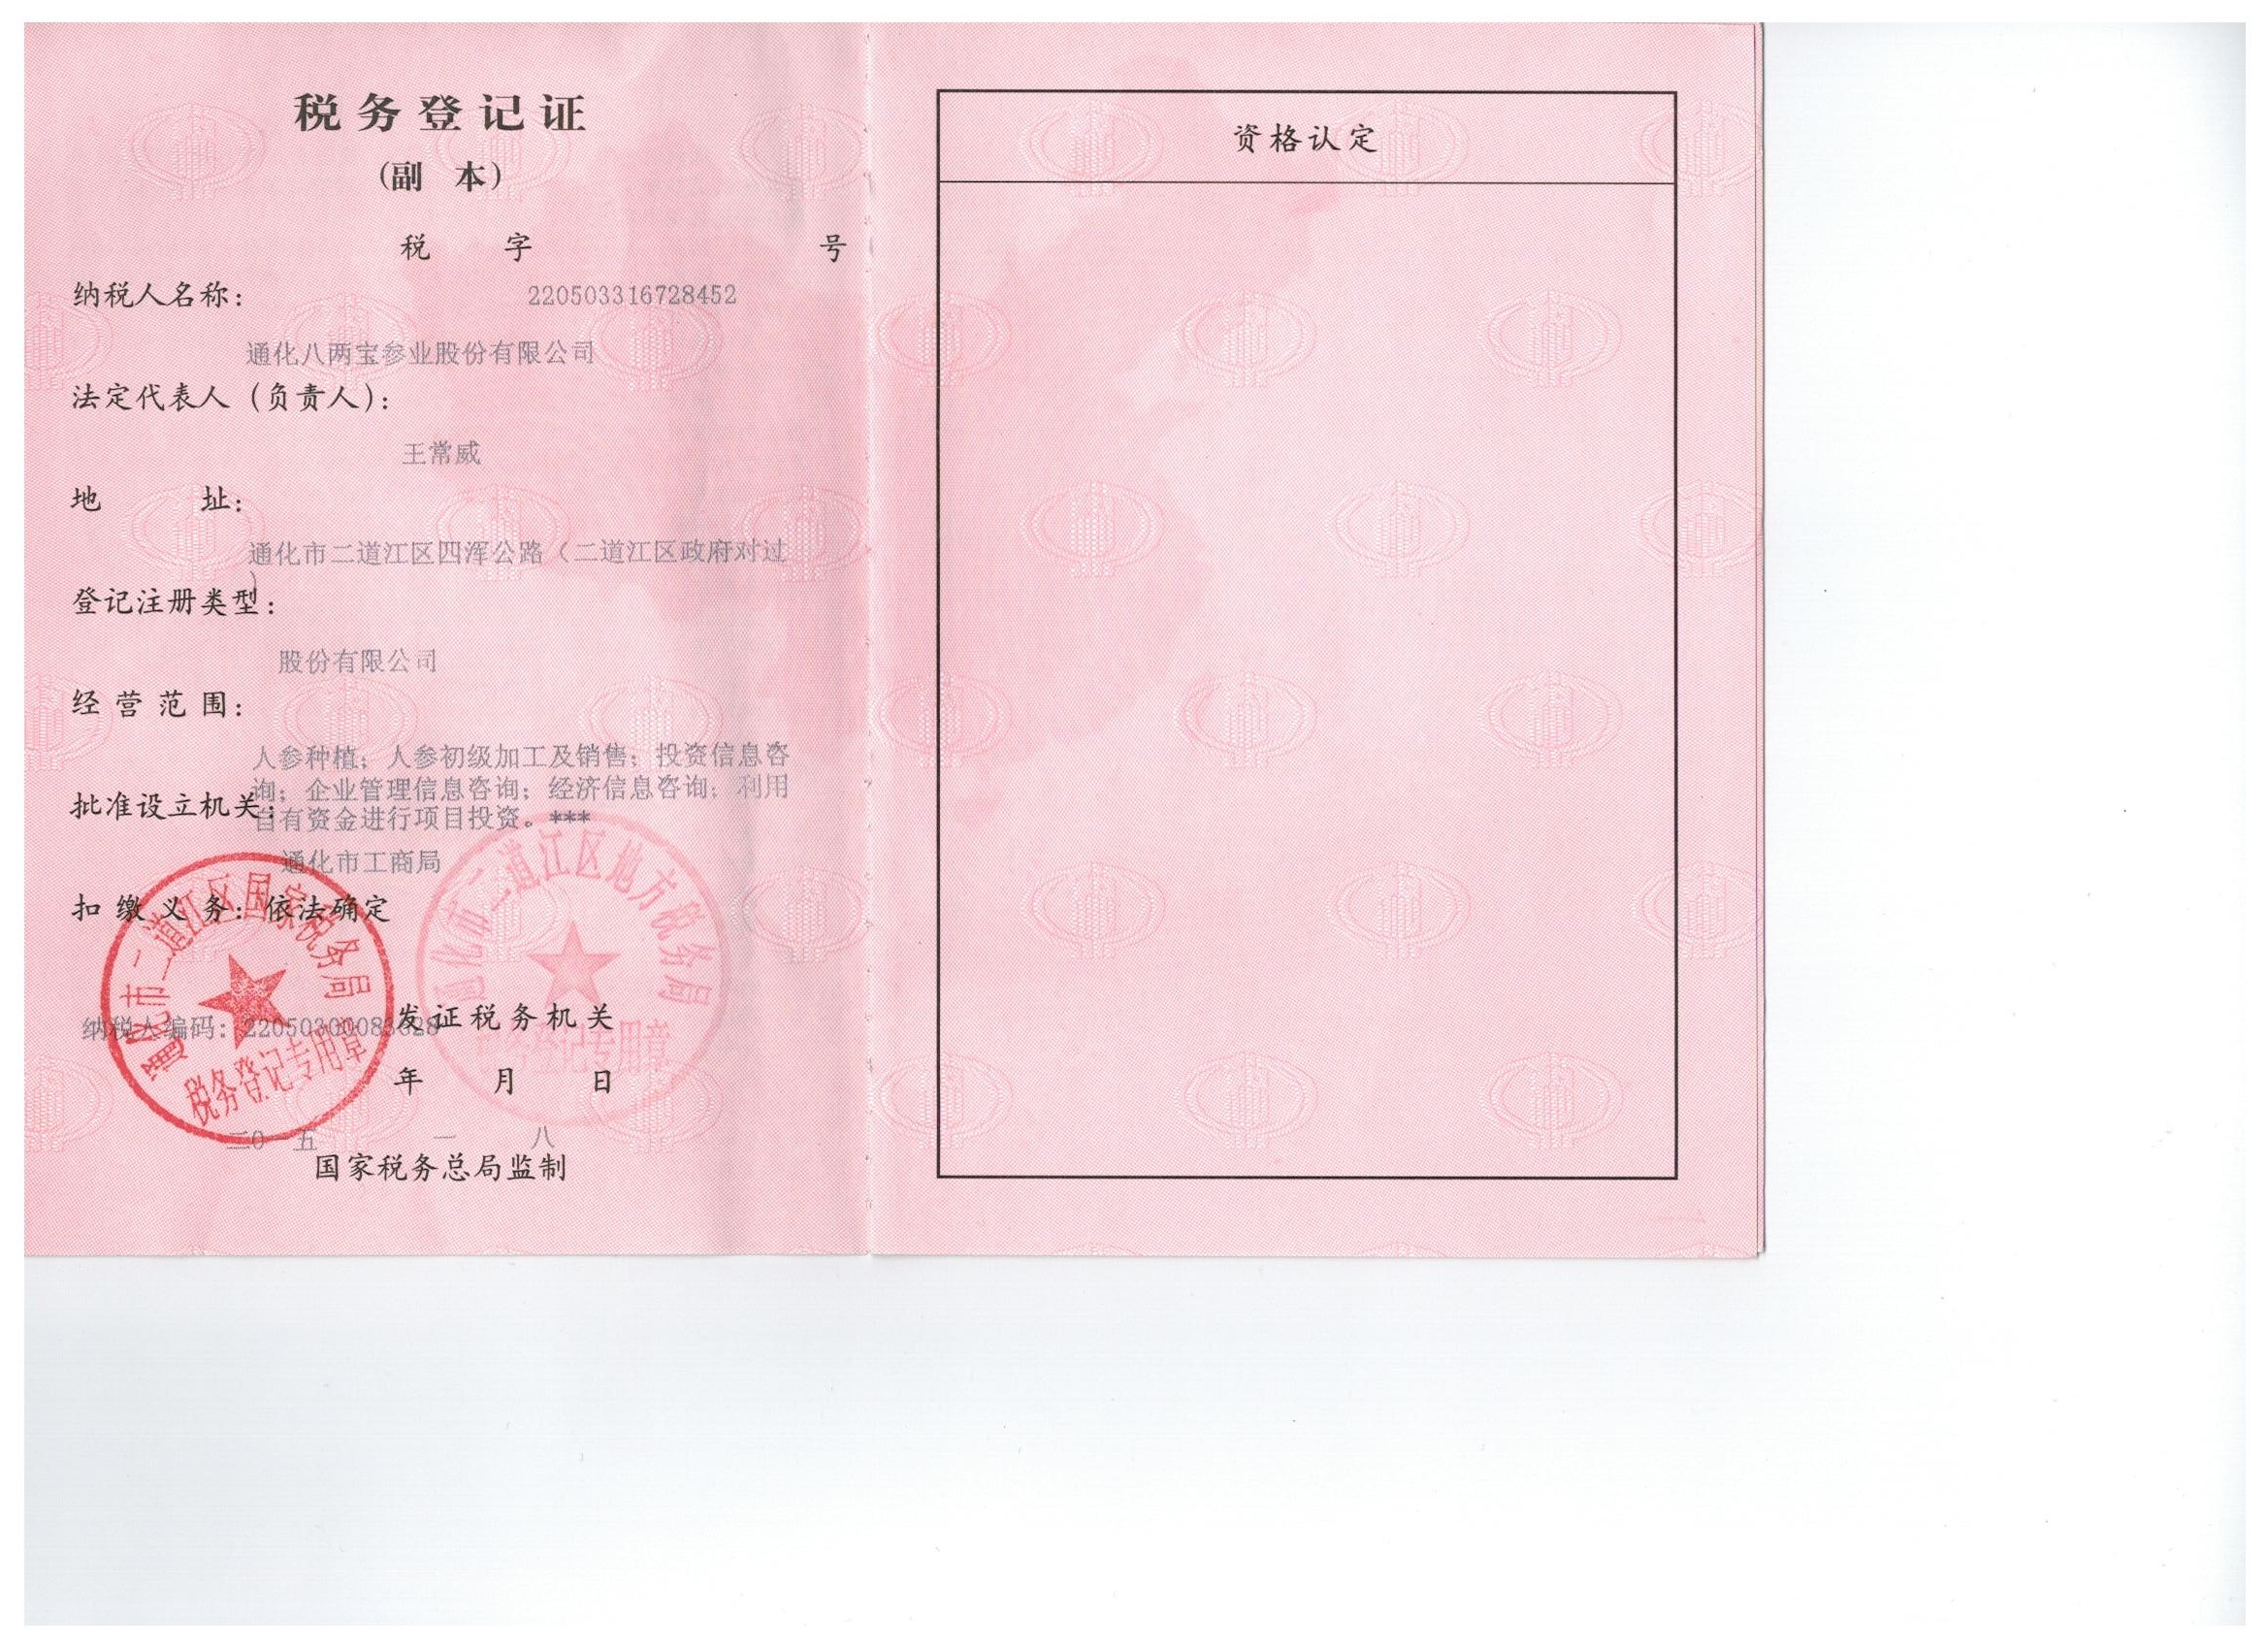 税务登记证
(副 本)
税 字 号
纳税人名称： 220503316728452
通化八两宝参业股份有限公司
法定代表人（负责人）：
王常威
地 址：
通化市二道江区四浑公路（二道江区政府对过
）
登记注册类型：
股份有限公司
经 营 范 围：
人参种植；人参初级加工及销售；投资信息咨
询；企业管理信息咨询；经济信息咨询；利用
自有资金进行项目投资。***
批准设立机关：
通化市工商局
扣 缴 义 务：依法确定
通化市二道江区国家税务局
税务登记专用章
通化市二道江区地方税务局
税务登记专用章
发证税务机关
纳税人编码：
年 月 日
二0一五 一 八
国家税务总局监制
资格认定